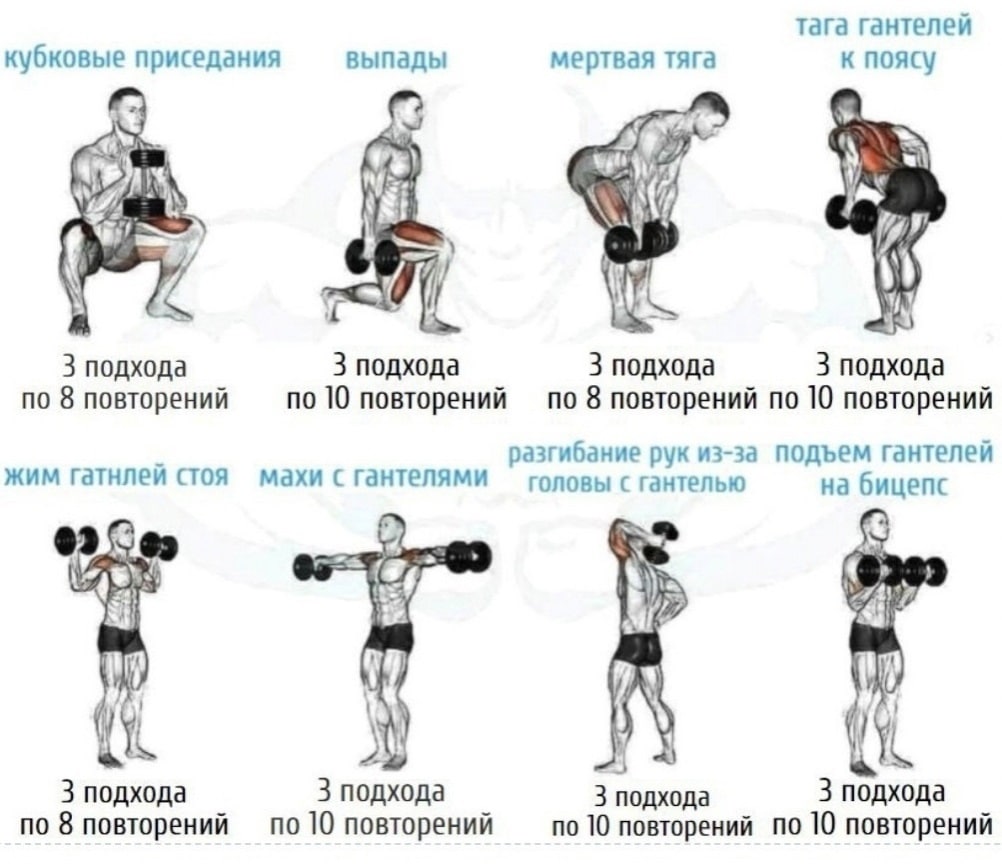 кубковые приседания
выпады
мертвая тяга
тага гантелей
к поясу
3 подхода
по 8 повторений
3 подхода
по 10 повторений
3 подхода
по 8 повторений
3 подхода
по 10 повторений
жим гатнлей стоя
махи с гантелями
разгибание рук из-за
головы с гантелью
подъем гантелей
на бицепс
3 подхода
по 8 повторений
3 подхода
по 10 повторений
3 подхода
по 10 повторений
3 подхода
по 10 повторений